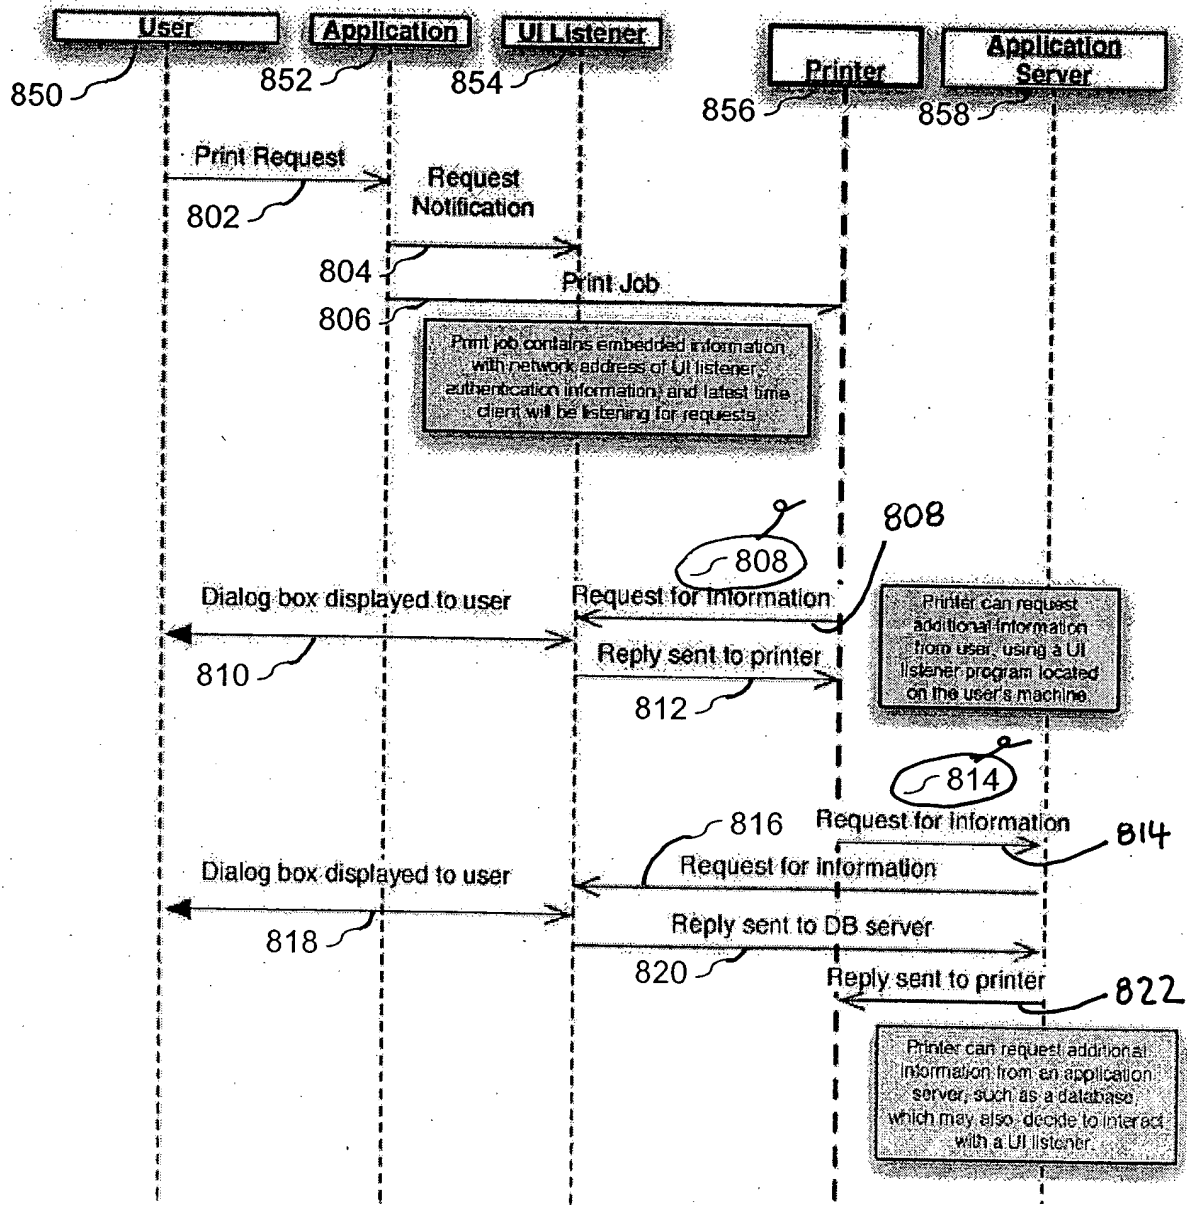 User
Application
UI Listener
Printer
Application
Server
850
852
854
856
858
Print Request
802
Request
Notification
804
Print Job
806
Print job contains embedded information
with network address of UI listener,
authentication information, and latest time
client will be listening for requests
808
808
Dialog box displayed to user
Request for Information
810
Reply sent to printer
812
Printer can request
additional information
from user, using a UI
listener program located
on the user's machine
814
Request for Information
814
816
Request for information
Dialog box displayed to user
818
Reply sent to DB server
820
Reply sent to printer
822
Printer can request additional
information from an application
server, such as a database,
which may also decide to interact
with a UI listener.